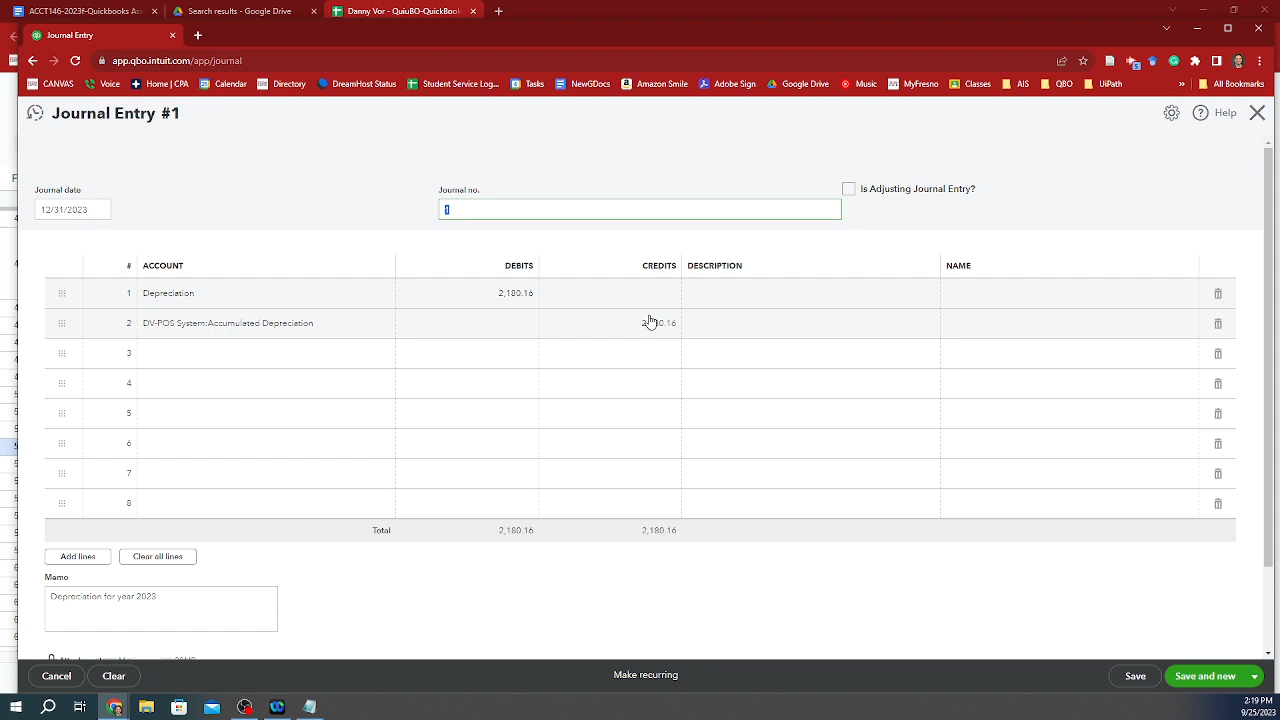 ACCT146-2023f-Quickbooks As
Search results - Google Drive
Danny Vor - QuiuBO-QuickBoo
Journal Entry
app.qbo.intuit.com/app/journal
CANVAS Voice Home | CPA Calendar Directory DreamHost Status Student Service Log... Tasks NewGDocs Amazon Smile Adobe Sign Google Drive Music MyFresno Classes AIS QBO UiPath » All Bookmarks
Journal Entry #1
Help
Journal date
12/31/2023
Journal no.
1
Is Adjusting Journal Entry?
# ACCOUNT DEBITS CREDITS DESCRIPTION NAME
1 Depreciation 2,180.16
2 DV-POS System:Accumulated Depreciation
3
4
5
6
7
8
Total 2,180.16 2,180.16
Add lines Clear all lines
Memo
Depreciation for year 2023
Cancel Clear Make recurring Save Save and new
2:19 PM
9/25/2023